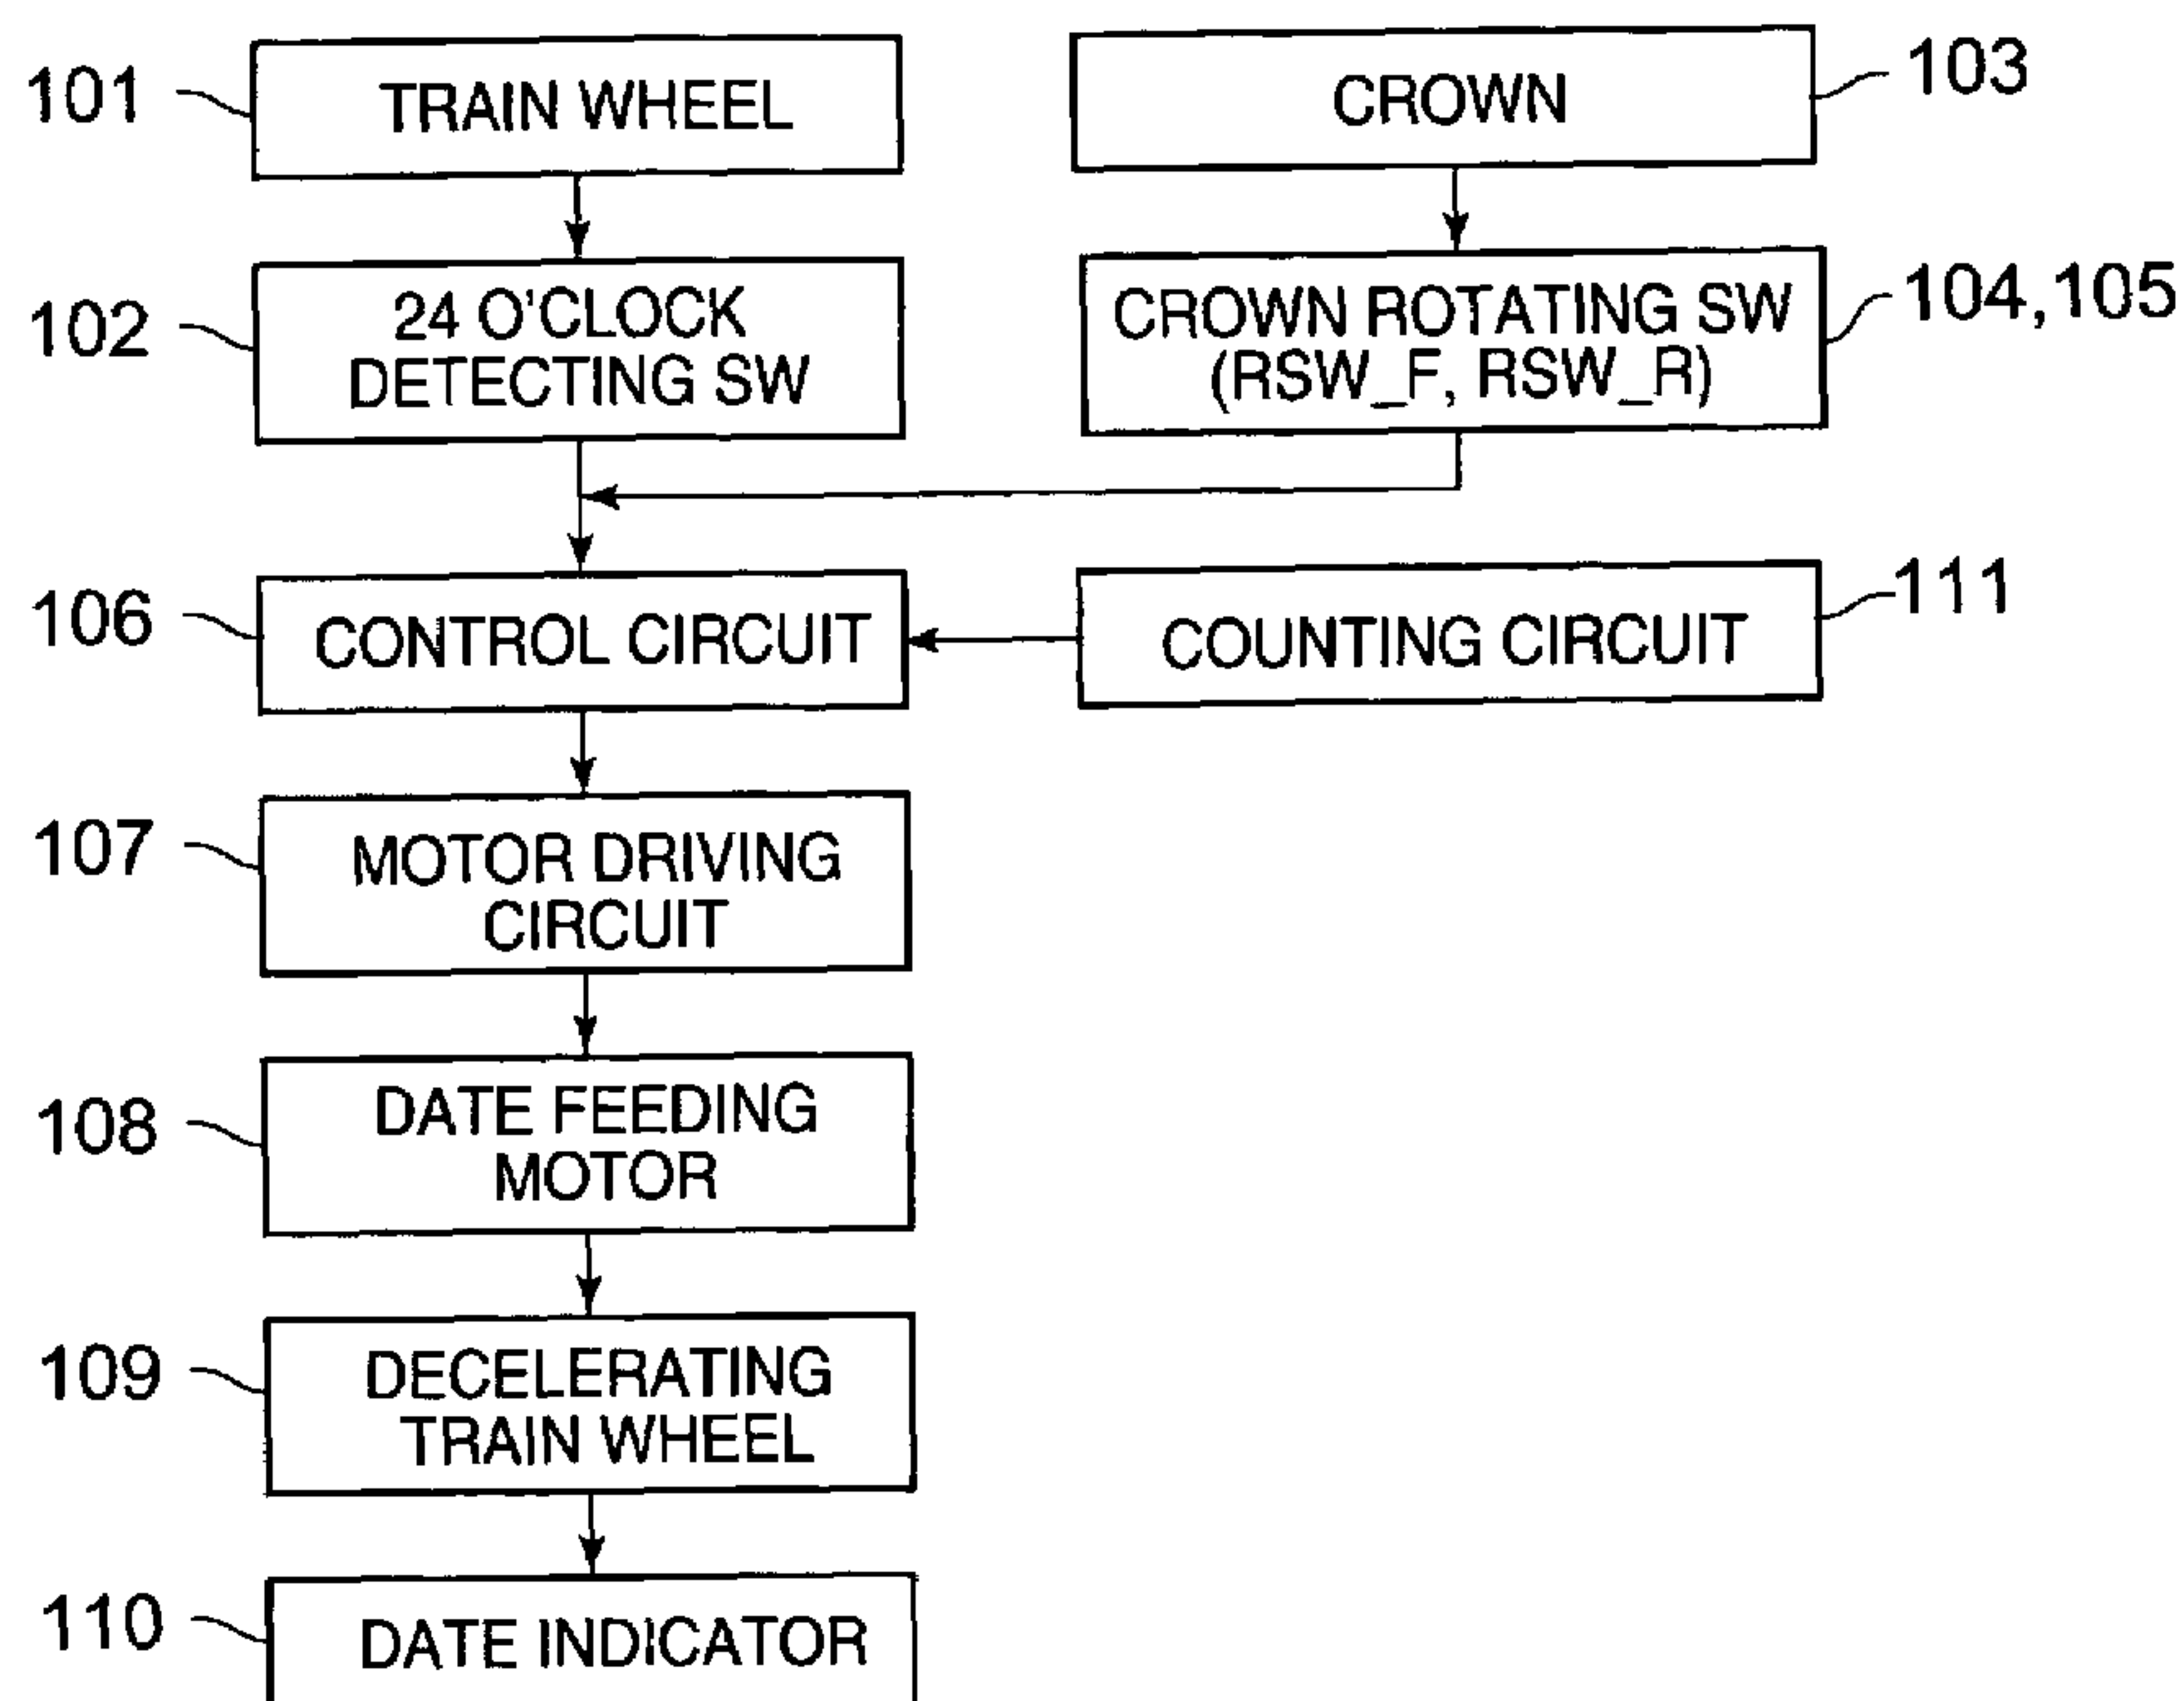 101
TRAIN WHEEL
CROWN
103
102
24 O'CLOCK
DETECTING SW
CROWN ROTATING SW
(RSW_F, RSW_R)
104,105
106
CONTROL CIRCUIT
COUNTING CIRCUIT
111
107
MOTOR DRIVING
CIRCUIT
108
DATE FEEDING
MOTOR
109
DECELERATING
TRAIN WHEEL
110
DATE INDICATOR